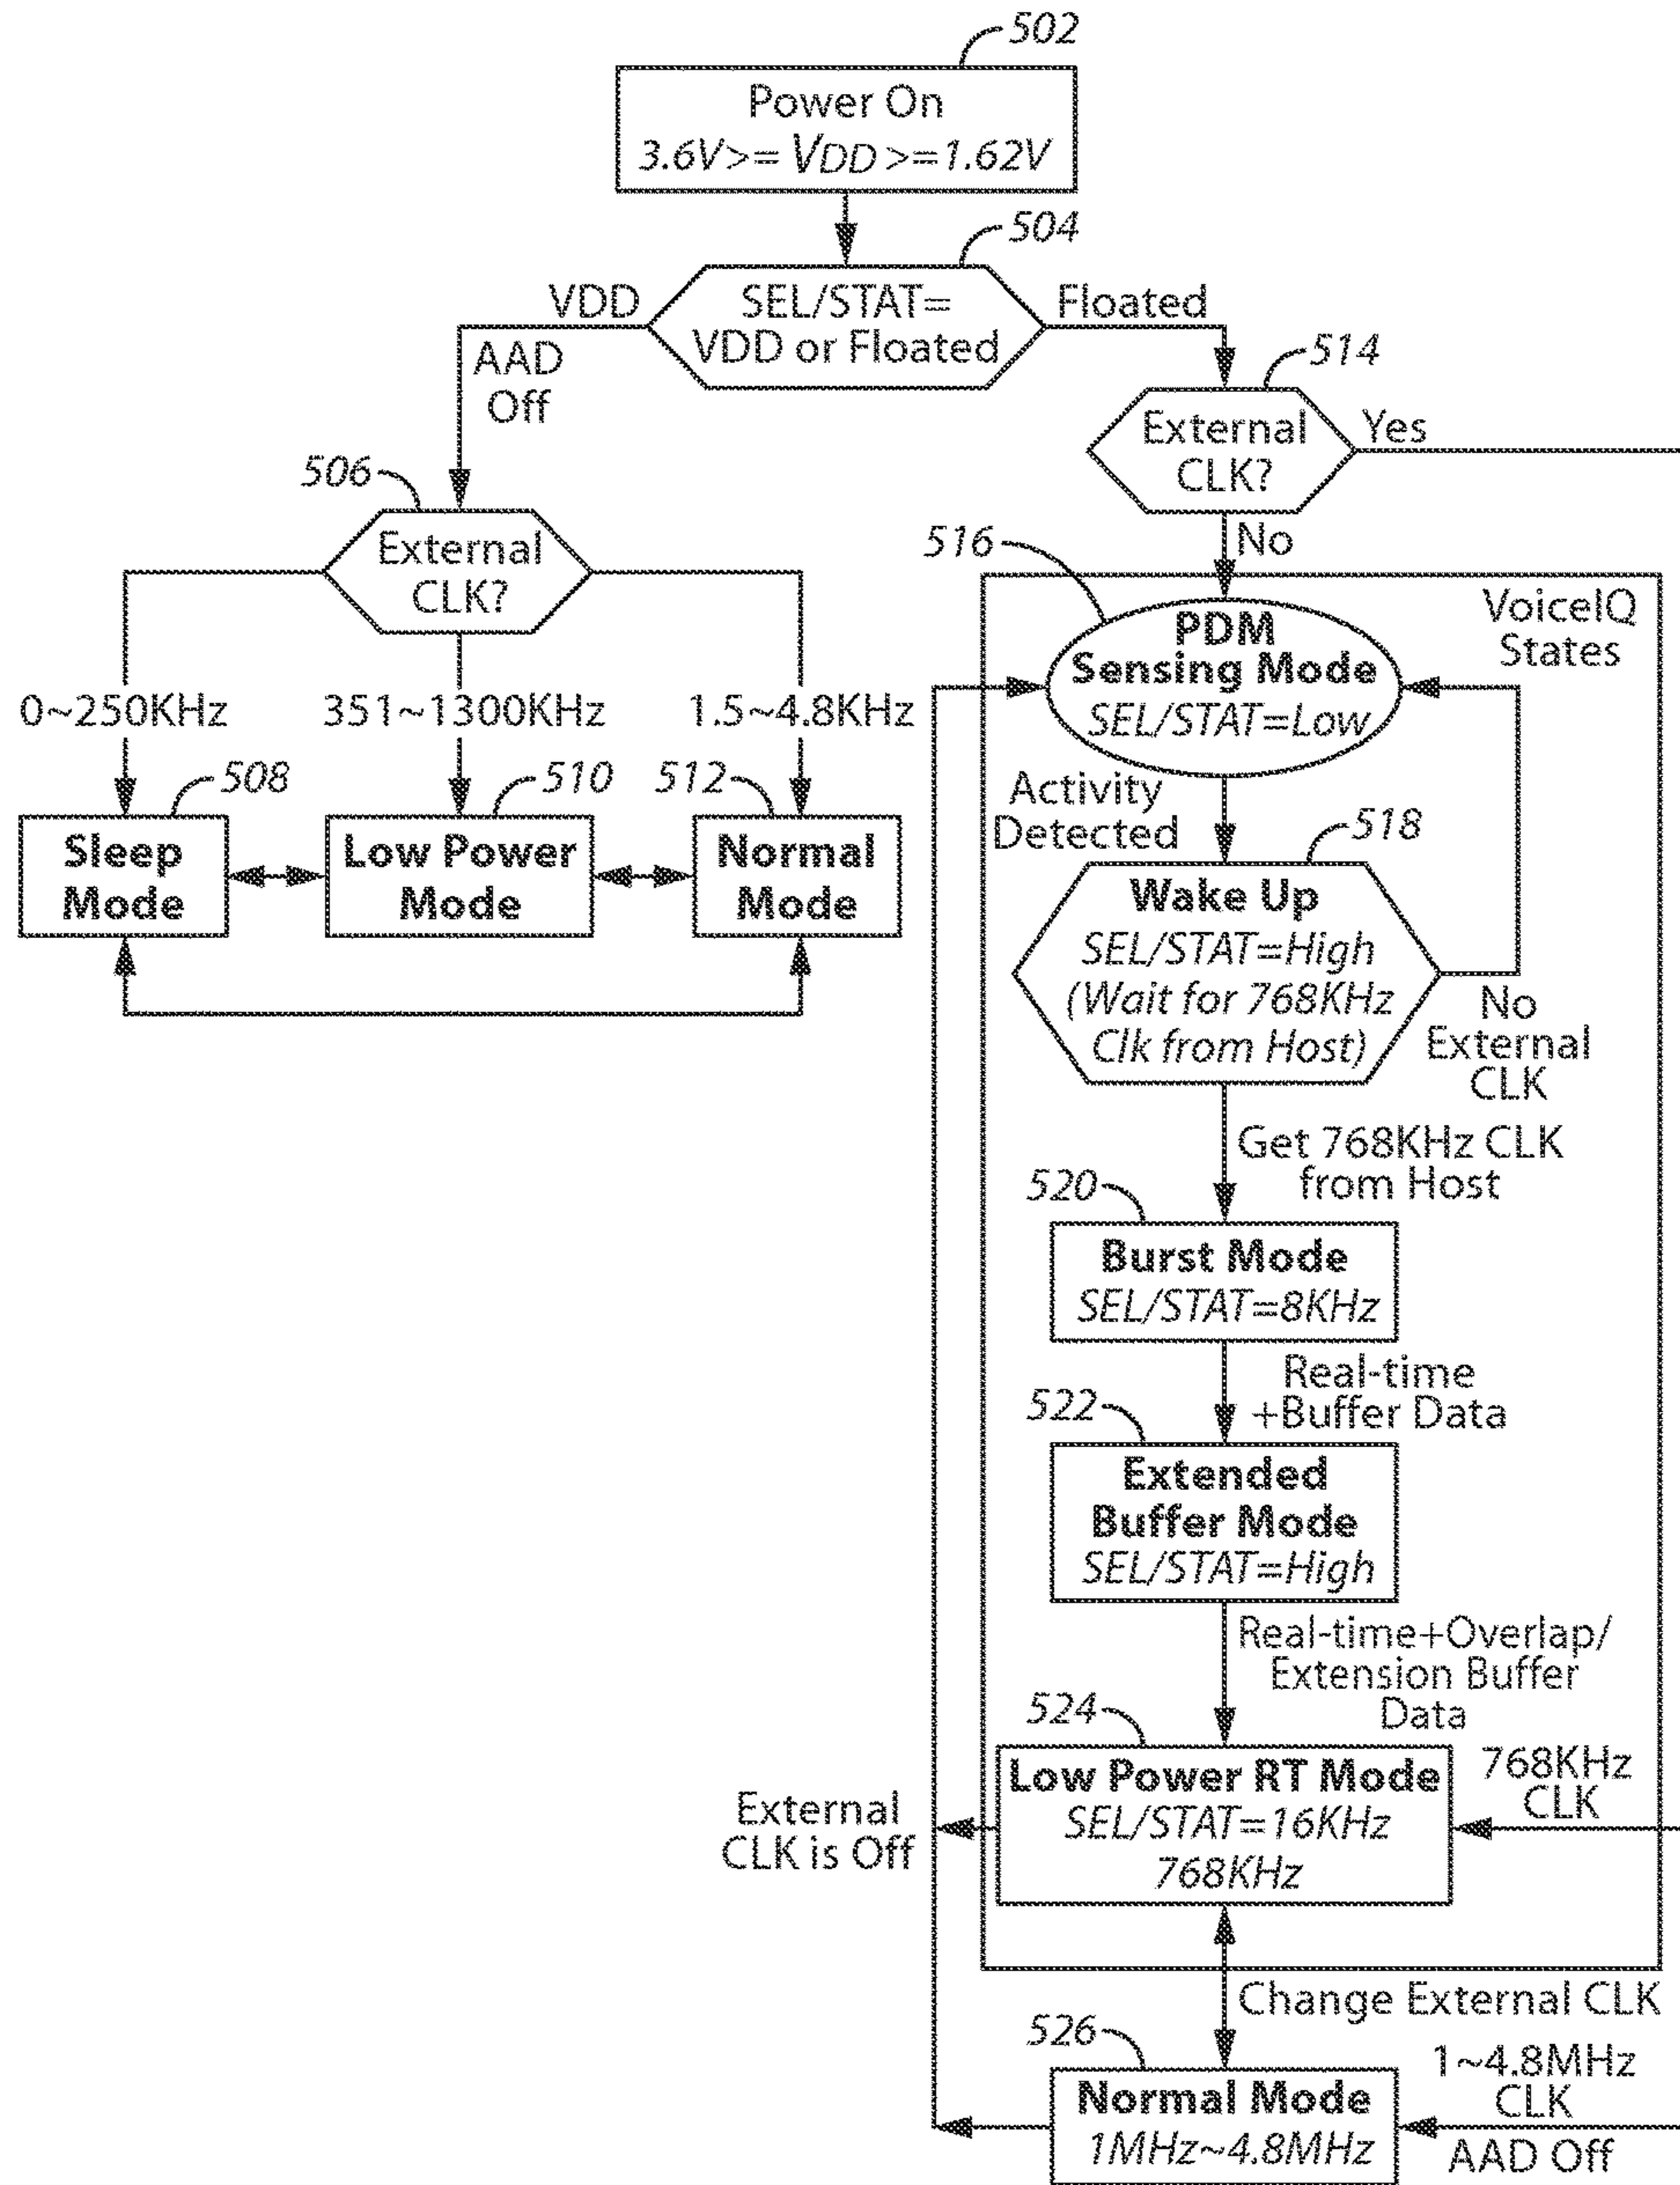 502
Power On
3.6V>= VDD >=1.62V
504
VDD
SEL/STAT=
VDD or Floated
Floated
AAD
Off
514
External
CLK?
Yes
No
506
External
CLK?
0~250KHz
351~1300KHz
1.5~4.8KHz
508
Sleep
Mode
510
Low Power
Mode
512
Normal
Mode
516
VoiceIQ
States
PDM
Sensing Mode
SEL/STAT=Low
Activity
Detected
518
Wake Up
SEL/STAT=High
(Wait for 768KHz
Clk from Host)
No
External
CLK
Get 768KHz CLK
from Host
520
Burst Mode
SEL/STAT=8KHz
Real-time
+Buffer Data
522
Extended
Buffer Mode
SEL/STAT=High
Real-time+Overlap/
Extension Buffer
Data
524
Low Power RT Mode
SEL/STAT=16KHz
768KHz
768KHz
CLK
External
CLK is Off
Change External CLK
526
Normal Mode
1MHz~4.8MHz
1~4.8MHz
CLK
AAD Off